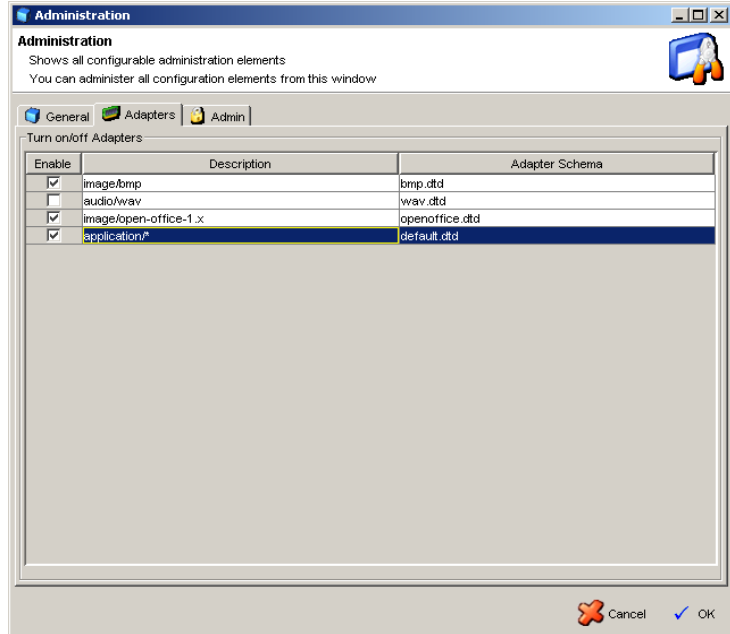 Administration
Administration
Shows all configurable administration elements
You can administer all configuration elements from this window
General Adapters Admin
Turn on/off Adapters
Enable Description Adapter Schema
image/bmp bmp.dtd
audio/wav wav.dtd
image/open-office-1.x openoffice.dtd
application/* default.dtd
Cancel OK